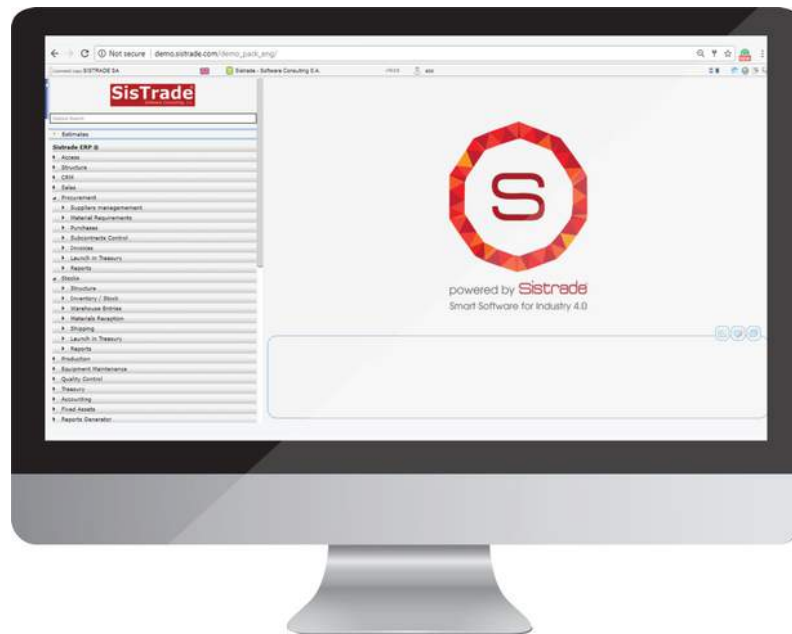 Not secure | demo.sistrade.com/demo_pack_eng/
SISTRADE SA
Sistrade - Software Consulting S.A.
SisTrade
Software Consulting, S.A.
Estimates
Sistrade ERP
Access
Structure
CRM
Sales
Procurement
Suppliers managemement
Material Requirements
Purchases
Subcontracts Control
Invoices
Launch in Treasury
Reports
Stocks
Structure
Inventory / Stock
Warehouse Entries
Materials Reception
Shipping
Launch in Treasury
Reports
Production
Equipment Maintenance
Quality Control
Treasury
Accounting
Fixed Assets
Reports Generator
S
powered by Sistrade
Smart Software for Industry 4.0